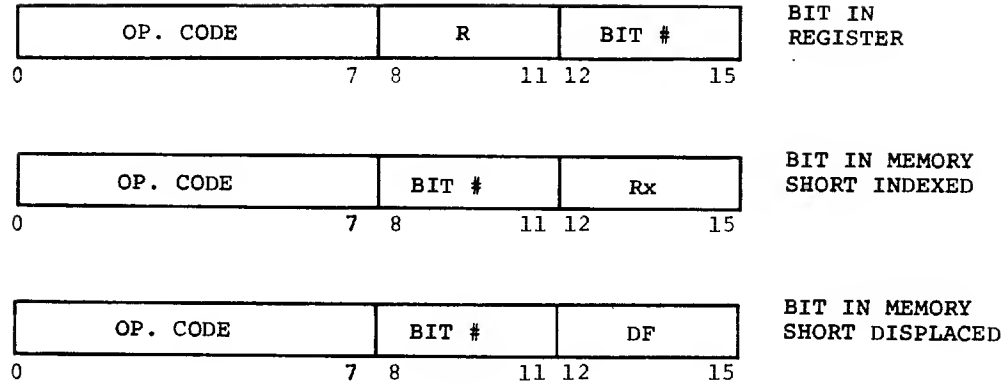 OP. CODE R BIT #
BIT IN
REGISTER
0 7 8 11 12 15
OP. CODE BIT # Rx
BIT IN MEMORY
SHORT INDEXED
0 7 8 11 12 15
OP. CODE BIT # DF
BIT IN MEMORY
SHORT DISPLACED
0 7 8 11 12 15